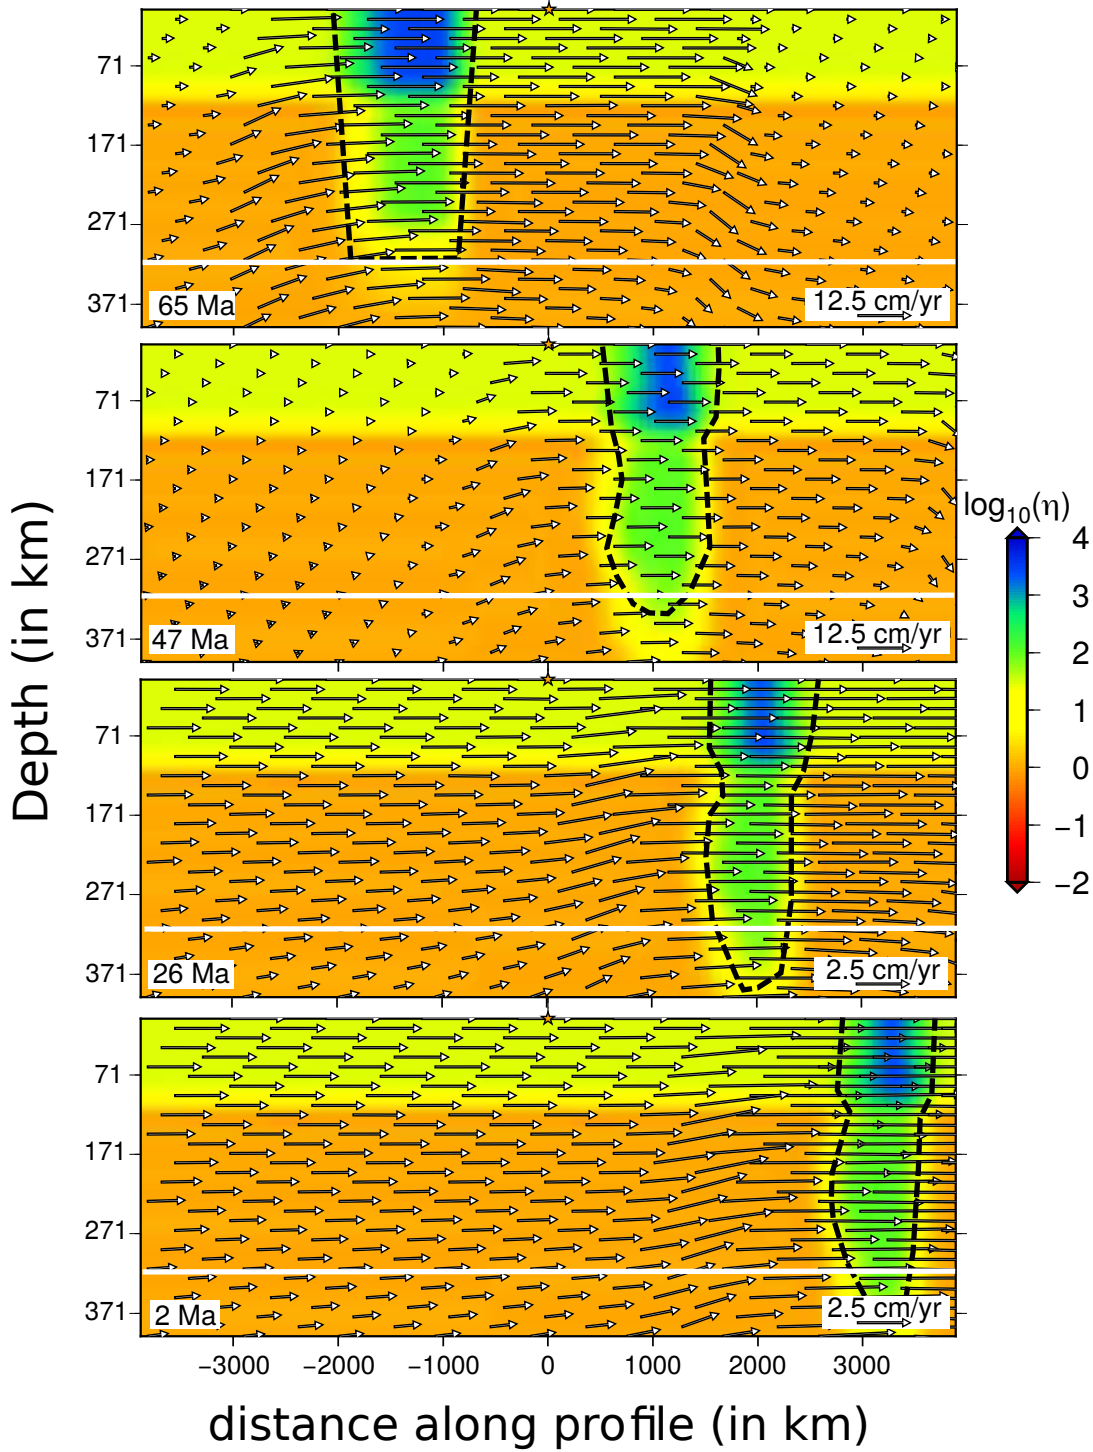 71
171
271
371
65 Ma
12.5 cm/yr
71
171
271
371
47 Ma
12.5 cm/yr
71
171
271
371
26 Ma
2.5 cm/yr
71
171
271
371
2 Ma
2.5 cm/yr
−3000 −2000 −1000 0 1000 2000 3000
distance along profile (in km)
Depth (in km)
log10(η)
4
3
2
1
0
−1
−2